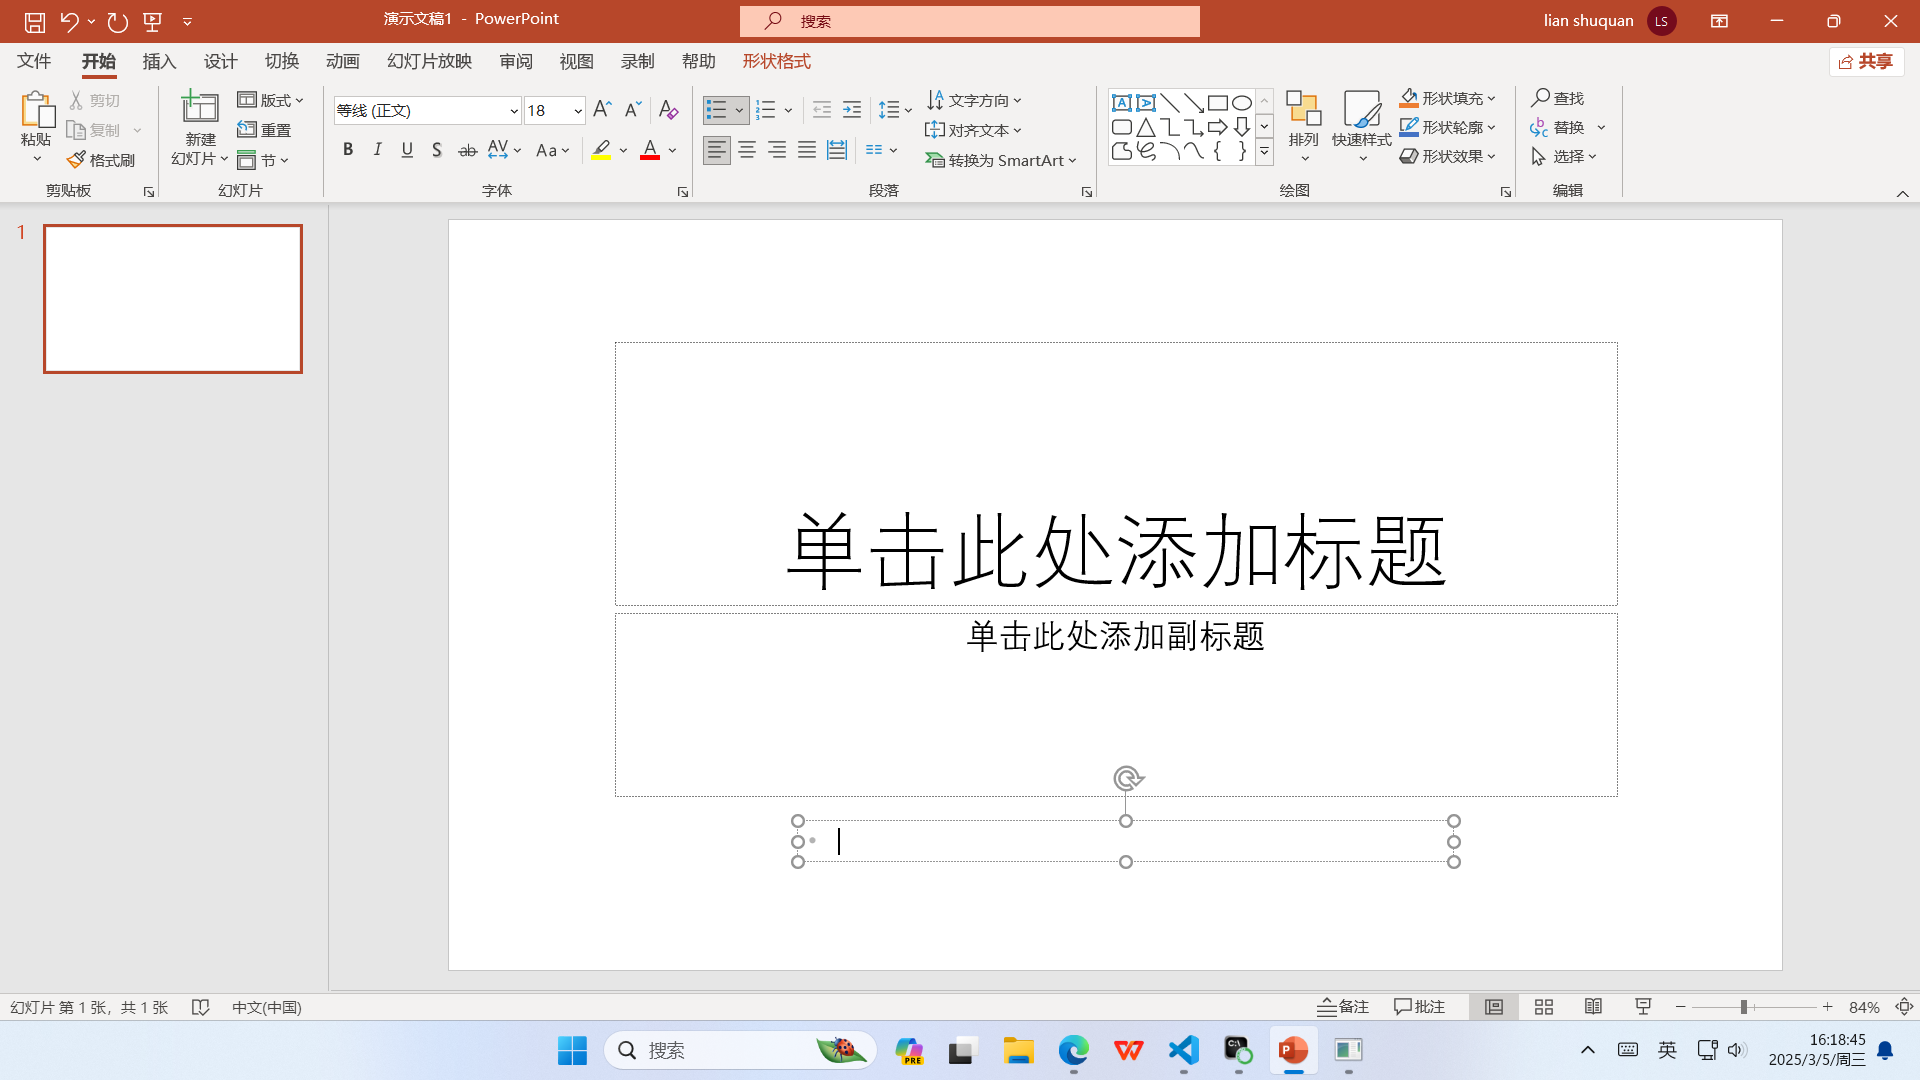 演示文稿1 - PowerPoint
搜索
lian shuquan
LS
文件 开始 插入 设计 切换 动画 幻灯片放映 审阅 视图 录制 帮助 形状格式
共享
粘贴
剪切
复制
格式刷
剪贴板
新建
幻灯片
版式
重置
节
幻灯片
等线 (正文)
18
字体
文字方向
对齐文本
转换为 SmartArt
段落
排列
快速样式
形状填充
形状轮廓
形状效果
绘图
查找
替换
选择
编辑
1
单击此处添加标题
单击此处添加副标题
幻灯片 第 1 张，共 1 张
中文(中国)
备注
批注
84%
搜索
PRE
英
16:18:45
2025/3/5/周三